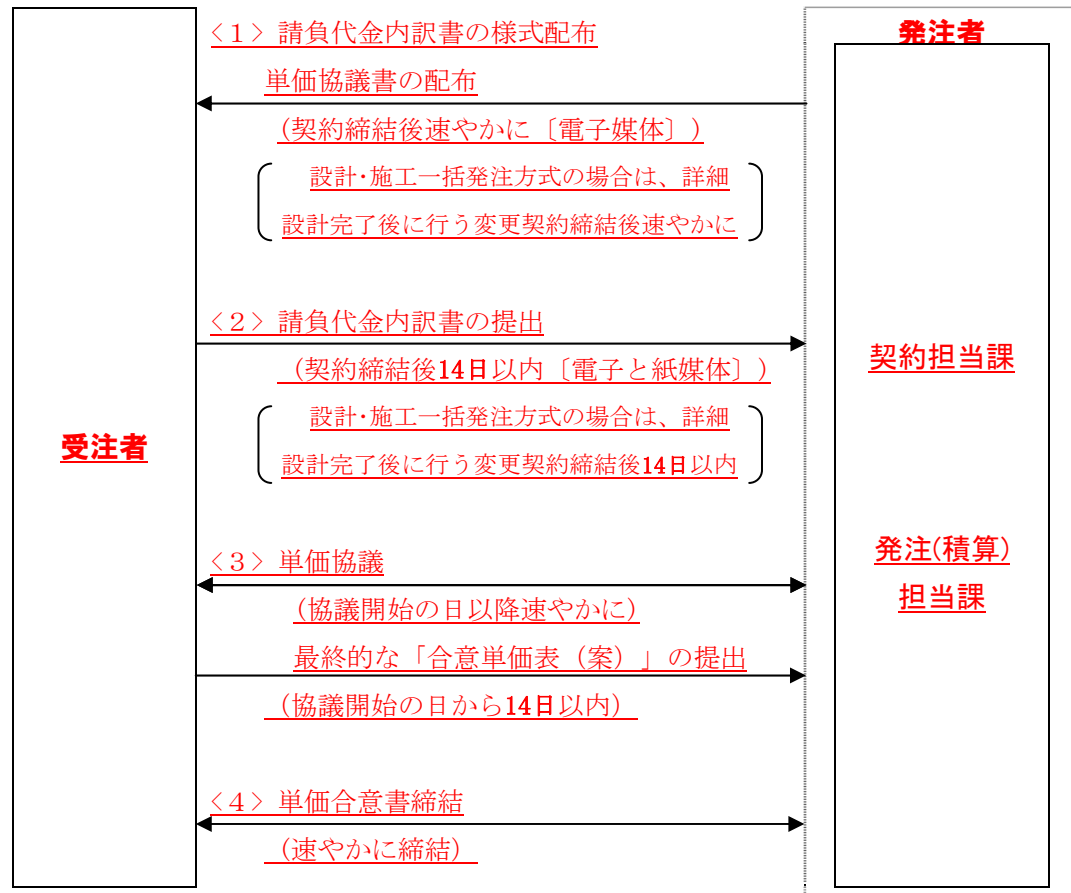 発注者
＜１＞ 請負代金内訳書の様式配布
単価協議書の配布
（契約締結後速やかに〔電子媒体〕）
設計・施工一括発注方式の場合は、詳細
設計完了後に行う変更契約締結後速やかに
＜２＞ 請負代金内訳書の提出
（契約締結後14日以内〔電子と紙媒体〕）
設計・施工一括発注方式の場合は、詳細
設計完了後に行う変更契約締結後14日以内
受注者
契約担当課
＜３＞ 単価協議
（協議開始の日以降速やかに）
最終的な「合意単価表（案）」の提出
（協議開始の日から14日以内）
発注(積算)
担当課
＜４＞ 単価合意書締結
（速やかに締結）